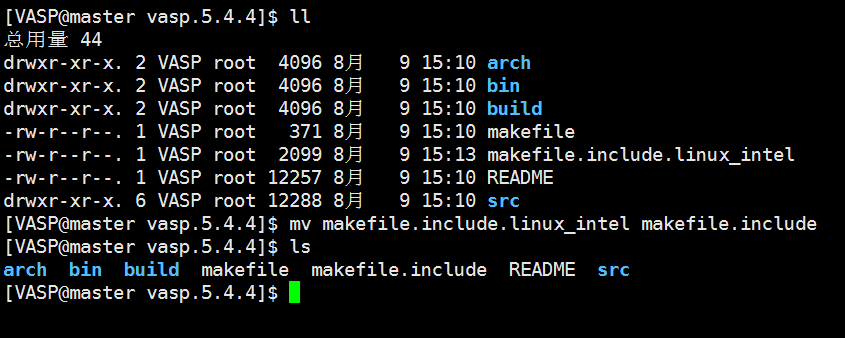 [VASP@master vasp.5.4.4]$ ll
总用量 44
drwxr-xr-x. 2 VASP root  4096 8月   9 15:10 arch
drwxr-xr-x. 2 VASP root  4096 8月   9 15:10 bin
drwxr-xr-x. 2 VASP root  4096 8月   9 15:10 build
-rw-r--r--. 1 VASP root   371 8月   9 15:10 makefile
-rw-r--r--. 1 VASP root  2099 8月   9 15:13 makefile.include.linux_intel
-rw-r--r--. 1 VASP root 12257 8月   9 15:10 README
drwxr-xr-x. 6 VASP root 12288 8月   9 15:10 src
[VASP@master vasp.5.4.4]$ mv makefile.include.linux_intel makefile.include
[VASP@master vasp.5.4.4]$ ls
arch  bin  build  makefile  makefile.include  README  src
[VASP@master vasp.5.4.4]$